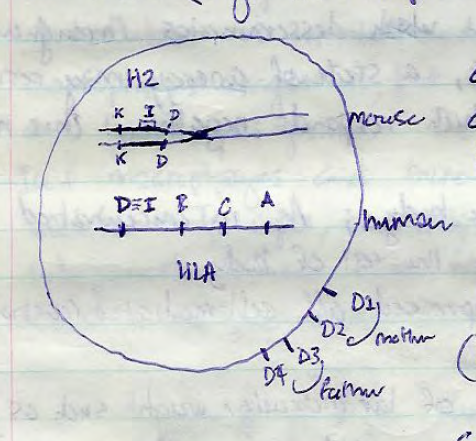 H2
K I D
mouse
K D
D≡I B C A
human
HLA
D1
D2 mother
D3
D4 father